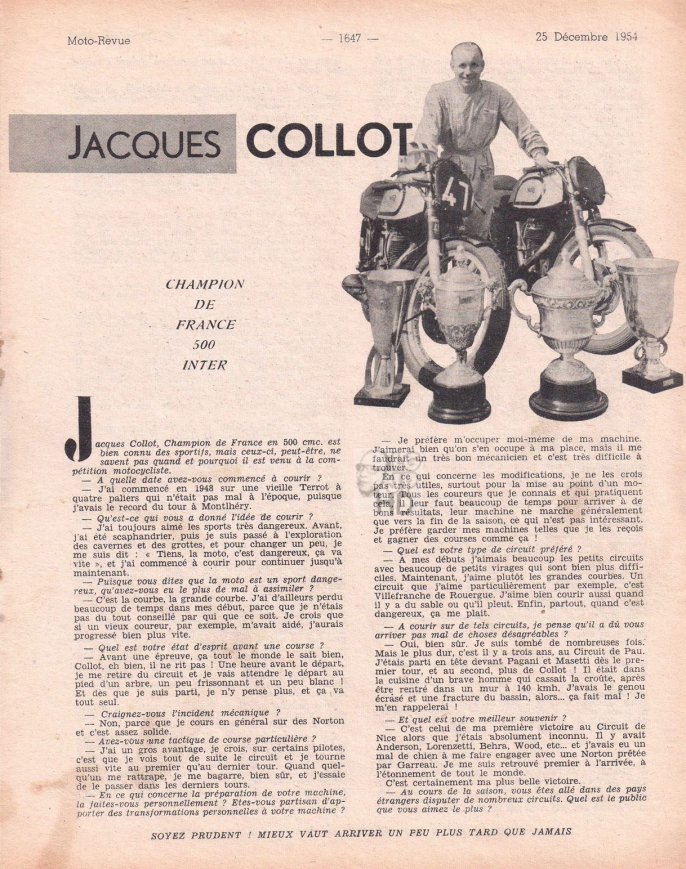 Moto-Revue
— 1647 —
25 Décembre 1954
JACQUES COLLOT
47
CHAMPION
DE
FRANCE
500
INTER
Jacques Collot, Champion de France en 500 cmc. est
bien connu des sportifs, mais ceux-ci, peut-être, ne
savent pas quand et pourquoi il est venu à la com-
pétition motocycliste.
— A quelle date avez-vous commencé à courir ?
— J'ai commencé en 1948 sur une vieille Terrot à
quatre paliers qui n'était pas mal à l'époque, puisque
j'avais le record du tour à Montlhéry.
— Qu'est-ce qui vous a donné l'idée de courir ?
— J'ai toujours aimé les sports très dangereux. Avant,
j'ai été scaphandrier, puis je suis passé à l'exploration
des cavernes et des grottes, et pour changer un peu, je
me suis dit : « Tiens, la moto, c'est dangereux, ça va
vite », et j'ai commencé à courir pour continuer jusqu'à
maintenant.
— Puisque vous dites que la moto est un sport dange-
reux, qu'avez-vous eu le plus de mal à assimiler ?
— C'est la courbe, la grande courbe. J'ai d'ailleurs perdu
beaucoup de temps dans mes début, parce que je n'étais
pas du tout conseillé par qui que ce soit. Je crois que
si un vieux coureur, par exemple, m'avait aidé, j'aurais
progressé bien plus vite.
— Quel est votre état d'esprit avant une course ?
— Avant une épreuve, ça tout le monde le sait bien,
Collot, eh bien, il ne rit pas ! Une heure avant le départ,
je me retire du circuit et je vais attendre le départ au
pied d'un arbre, un peu frissonnant et un peu blanc !
Et dès que je suis parti, je n'y pense plus, et ça va
tout seul.
— Craignez-vous l'incident mécanique ?
— Non, parce que je cours en général sur des Norton
et c'est assez solide.
— Avez-vous une tactique de course particulière ?
— J'ai un gros avantage, je crois, sur certains pilotes,
c'est que je vois tout de suite le circuit et je tourne
aussi vite au premier qu'au dernier tour. Quand quel-
qu'un me rattrape, je me bagarre, bien sûr, et j'essaie
de le passer dans les derniers tours.
— En ce qui concerne la préparation de votre machine,
la faites-vous personnellement ? Etes-vous partisan d'ap-
porter des transformations personnelles à votre machine ?
— Je préfère m'occuper moi-même de ma machine.
J'aimerai bien qu'on s'en occupe à ma place, mais il me
faudrait un très bon mécanicien et c'est très difficile à
trouver.
En ce qui concerne les modifications, je ne les crois
pas très utiles, surtout pour la mise au point d'un mo-
Tous les coureurs que je connais et qui pratiquent
leur faut beaucoup de temps pour arriver à de
bons résultats, leur machine ne marche généralement
que vers la fin de la saison, ce qui n'est pas intéressant.
Je préfère garder mes machines telles que je les reçois
et gagner des courses comme ça !
— Quel est votre type de circuit préféré ?
— A mes débuts j'aimais beaucoup les petits circuits
avec beaucoup de petits virages qui sont bien plus diffi-
ciles. Maintenant, j'aime plutôt les grandes courbes. Un
circuit que j'aime particulièrement par exemple, c'est
Villefranche de Rouergue. J'aime bien courir aussi quand
il y a du sable ou qu'il pleut. Enfin, partout, quand c'est
dangereux, ça me plait.
— A courir sur de tels circuits, je pense qu'il a dû vous
arriver pas mal de choses désagréables ?
— Oui, bien sûr. Je suis tombé de nombreuses fois.
Mais le plus dur, c'est il y a trois ans, au Circuit de Pau.
J'étais parti en tête devant Pagani et Masetti dès le pre-
mier tour, et au second, plus de Collot ! Il était dans
la cuisine d'un brave homme qui cassait la croûte, après
être rentré dans un mur à 140 kmh. J'avais le genou
écrasé et une fracture du bassin, alors... ça fait mal ! Je
m'en rappelerai !
— Et quel est votre meilleur souvenir ?
— C'est celui de ma première victoire au Circuit de
Nice alors que j'étais absolument inconnu. Il y avait
Anderson, Lorenzetti, Behra, Wood, etc... et j'avais eu un
mal de chien à me faire engager avec une Norton prêtée
par Garreau. Je me suis retrouvé premier à l'arrivée, à
l'étonnement de tout le monde.
C'est certainement ma plus belle victoire.
— Au cours de la saison, vous êtes allé dans des pays
étrangers disputer de nombreux circuits. Quel est le public
que vous aimez le plus ?
SOYEZ PRUDENT ! MIEUX VAUT ARRIVER UN PEU PLUS TARD QUE JAMAIS